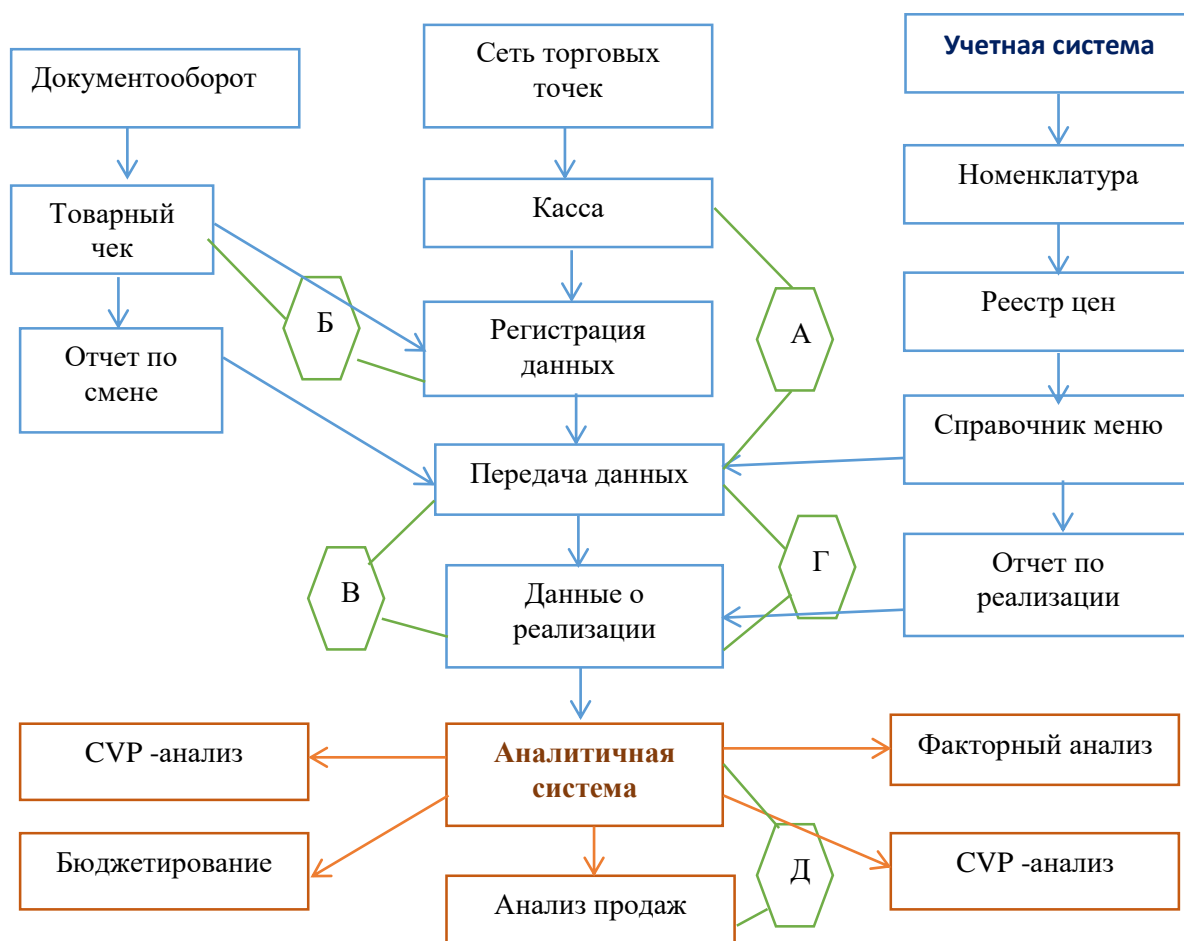 Документооборот
Сеть торговых
точек
Учетная система
Товарный
чек
Касса
Номенклатура
Б
Регистрация
данных
А
Реестр цен
Отчет по
смене
Передача данных
Справочник меню
В
Данные о
реализации
Г
Отчет по
реализации
CVP -анализ
Аналитичная
система
Факторный анализ
Бюджетирование
Анализ продаж
Д
CVP -анализ